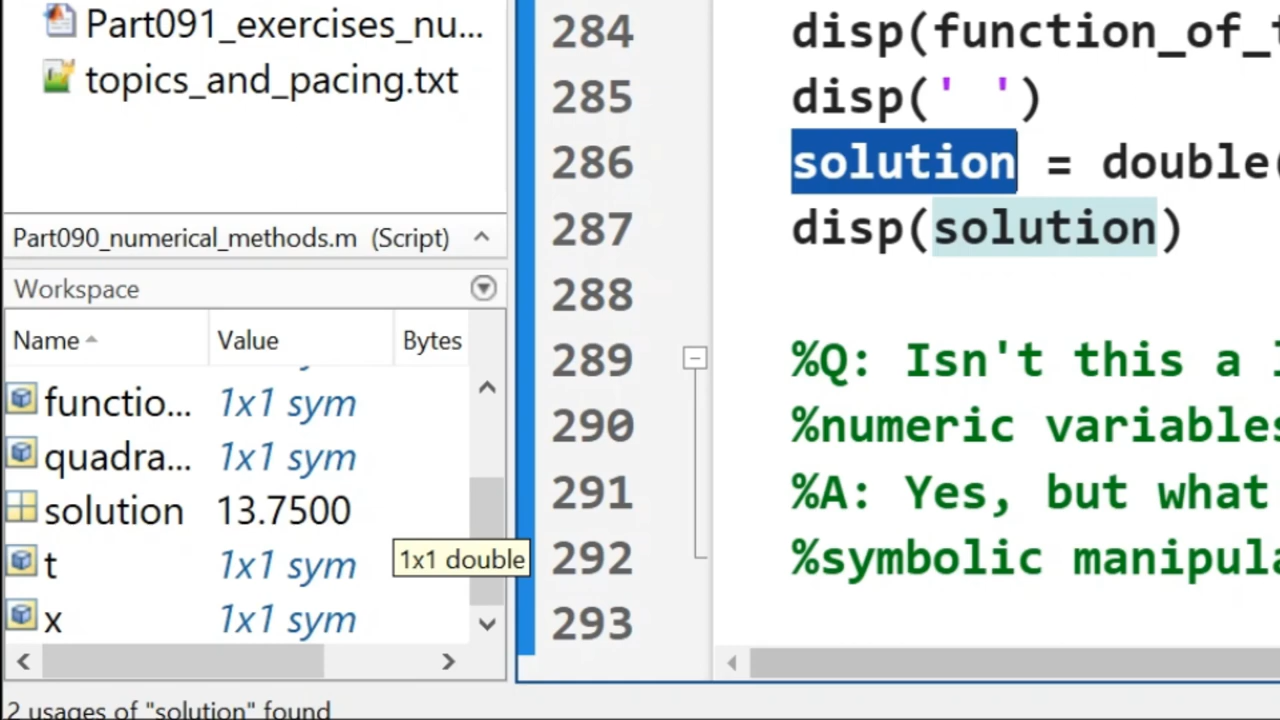 Part091_exercises_nu...
topics_and_pacing.txt
Part090_numerical_methods.m (Script)
Workspace
Name Value Bytes
functio... 1x1 sym
quadra... 1x1 sym
solution 13.7500
t 1x1 sym
1x1 double
x 1x1 sym
2 usages of "solution" found
284 disp(function_of_t
285 disp(' ')
286 solution = double(
287 disp(solution)
288
289 %Q: Isn't this a
290 %numeric variables
291 %A: Yes, but what
292 %symbolic manipula
293